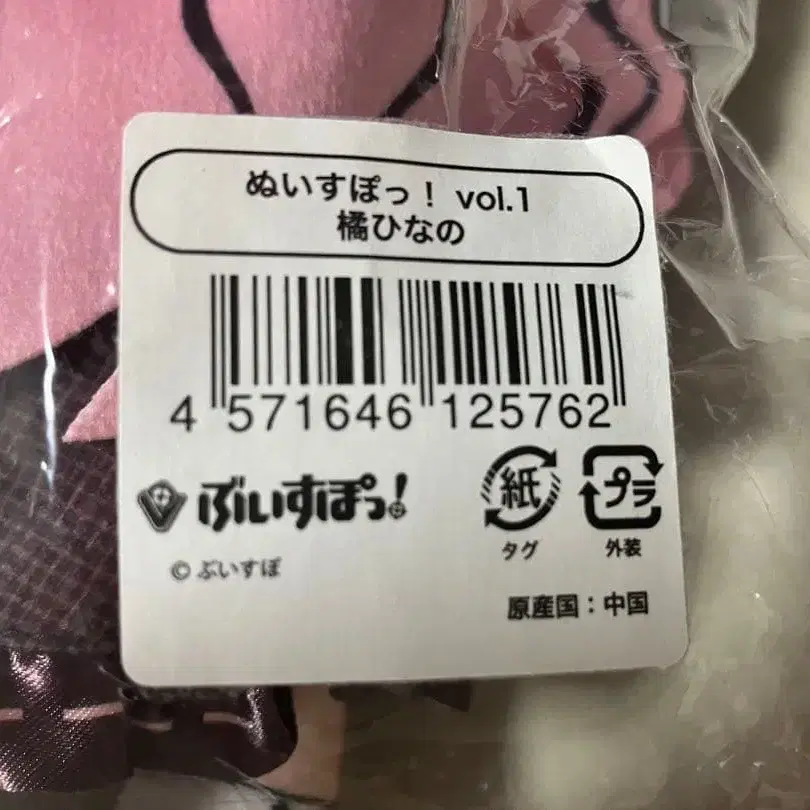 ぬいすぽっ！ vol.1
橘ひなの
4 571646 125762
ぶいすぽっ!
紙 プラ
タグ 外装
© ぶいすぽ
原産国：中国